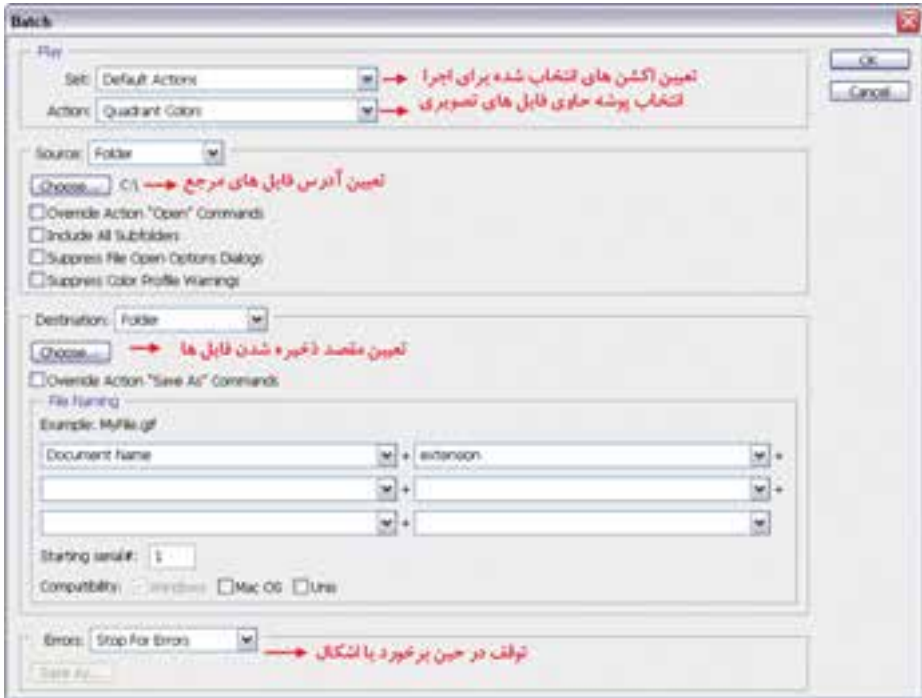 Batch
Play
Set: Default Actions
تعیین اکشن های انتخاب شده برای اجرا
Action: Quadrant Colors
انتخاب پوشه حاوی فایل های تصویری
OK
Cancel
Source: Folder
Choose... C:\
تعیین آدرس فایل های مرجع
Override Action "Open" Commands
Include All Subfolders
Suppress File Open Options Dialogs
Suppress Color Profile Warnings
Destination: Folder
Choose...
تعیین مقصد ذخیره شدن فایل ها
Override Action "Save As" Commands
File Naming
Example: MyFile.gif
Document Name + extension +
+ +
+
Starting serial#: 1
Compatibility: Windows Mac OS Unix
Errors: Stop For Errors
توقف در حین برخورد با اشکال
Save As...